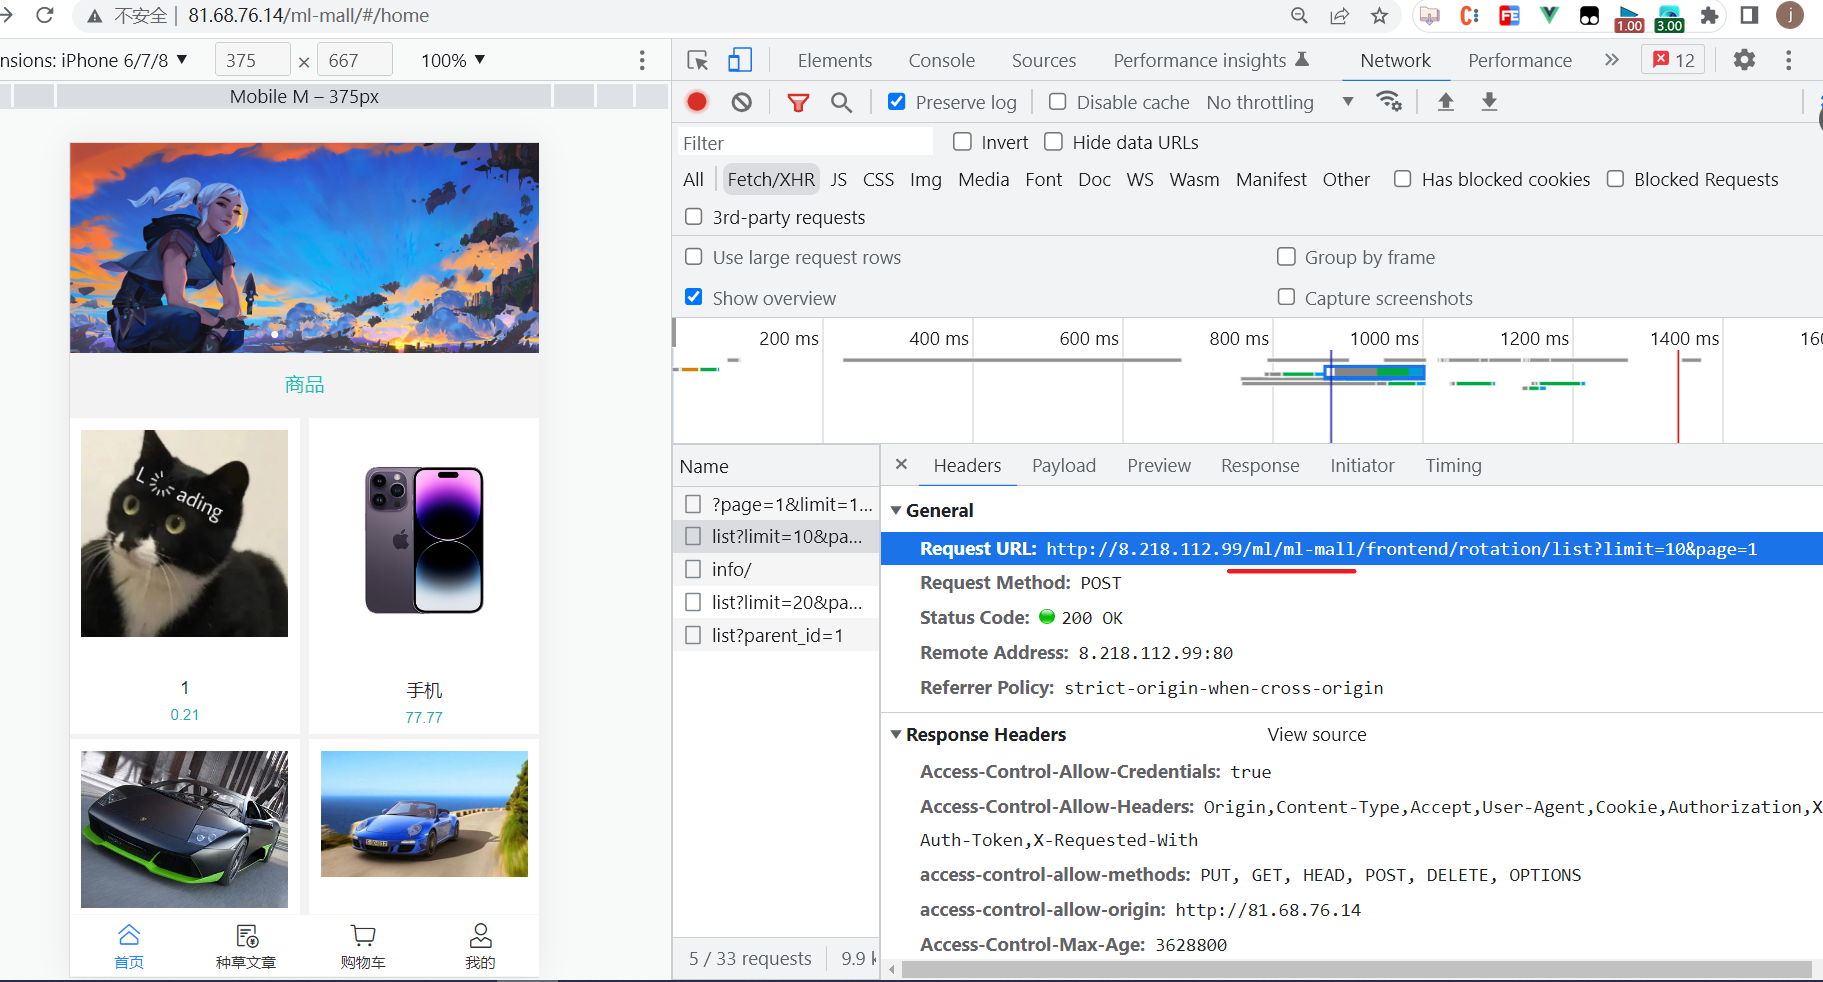 不安全 81.68.76.14/ml-mall/#/home
nsions: iPhone 6/7/8 ▼ 375 × 667 100% ▼
Mobile M – 375px
商品
L ading
1
0.21
手机
77.77
首页 种草文章 购物车 我的
Elements Console Sources Performance insights Network Performance » 12
Preserve log Disable cache No throttling ▼
Filter Invert Hide data URLs
All Fetch/XHR JS CSS Img Media Font Doc WS Wasm Manifest Other Has blocked cookies Blocked Requests
3rd-party requests
Use large request rows Group by frame
Show overview Capture screenshots
200 ms 400 ms 600 ms 800 ms 1000 ms 1200 ms 1400 ms 160
Name
?page=1&limit=1...
list?limit=10&pa...
info/
list?limit=20&pa...
list?parent_id=1
5 / 33 requests 9.9 k
× Headers Payload Preview Response Initiator Timing
▼ General
Request URL: http://8.218.112.99/ml/ml-mall/frontend/rotation/list?limit=10&page=1
Request Method: POST
Status Code: 200 OK
Remote Address: 8.218.112.99:80
Referrer Policy: strict-origin-when-cross-origin
▼ Response Headers View source
Access-Control-Allow-Credentials: true
Access-Control-Allow-Headers: Origin,Content-Type,Accept,User-Agent,Cookie,Authorization,X
Auth-Token,X-Requested-With
access-control-allow-methods: PUT, GET, HEAD, POST, DELETE, OPTIONS
access-control-allow-origin: http://81.68.76.14
Access-Control-Max-Age: 3628800
C: FE 1.00 3.00 j